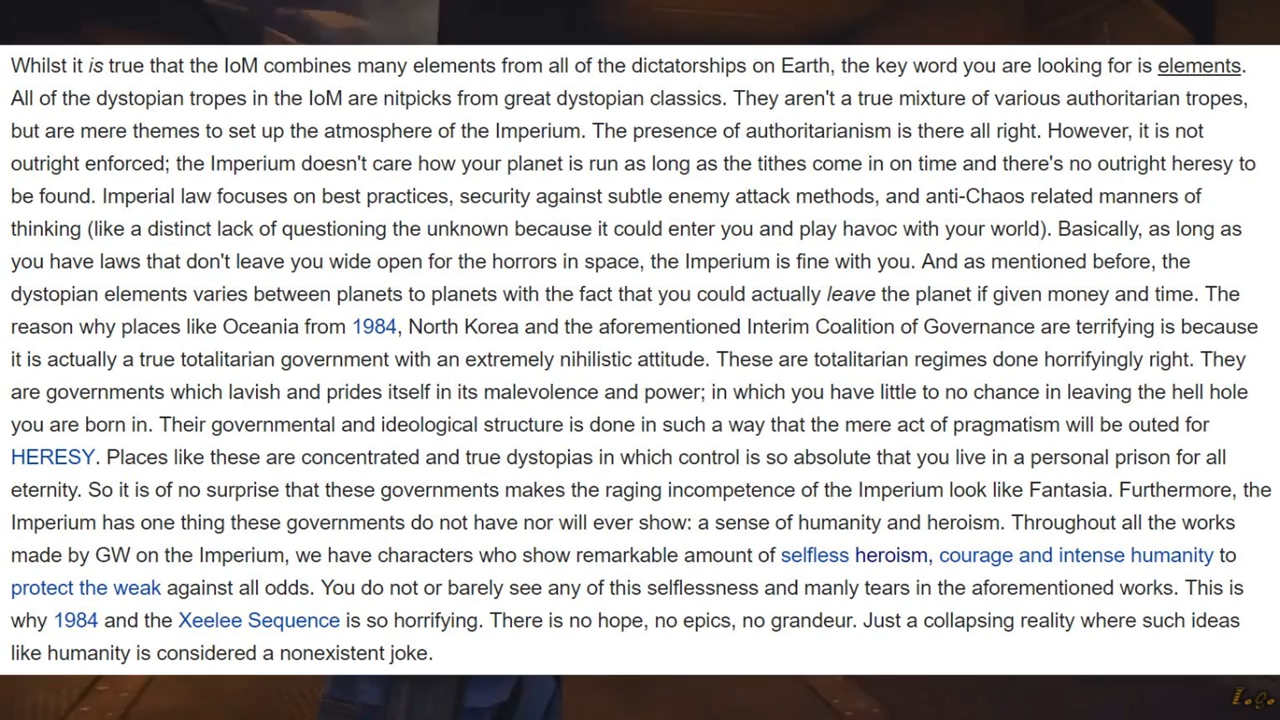 Whilst it is true that the IoM combines many elements from all of the dictatorships on Earth, the key word you are looking for is elements.
All of the dystopian tropes in the IoM are nitpicks from great dystopian classics. They aren't a true mixture of various authoritarian tropes,
but are mere themes to set up the atmosphere of the Imperium. The presence of authoritarianism is there all right. However, it is not
outright enforced; the Imperium doesn't care how your planet is run as long as the tithes come in on time and there's no outright heresy to
be found. Imperial law focuses on best practices, security against subtle enemy attack methods, and anti-Chaos related manners of
thinking (like a distinct lack of questioning the unknown because it could enter you and play havoc with your world). Basically, as long as
you have laws that don't leave you wide open for the horrors in space, the Imperium is fine with you. And as mentioned before, the
dystopian elements varies between planets to planets with the fact that you could actually leave the planet if given money and time. The
reason why places like Oceania from 1984, North Korea and the aforementioned Interim Coalition of Governance are terrifying is because
it is actually a true totalitarian government with an extremely nihilistic attitude. These are totalitarian regimes done horrifyingly right. They
are governments which lavish and prides itself in its malevolence and power; in which you have little to no chance in leaving the hell hole
you are born in. Their governmental and ideological structure is done in such a way that the mere act of pragmatism will be outed for
HERESY. Places like these are concentrated and true dystopias in which control is so absolute that you live in a personal prison for all
eternity. So it is of no surprise that these governments makes the raging incompetence of the Imperium look like Fantasia. Furthermore, the
Imperium has one thing these governments do not have nor will ever show: a sense of humanity and heroism. Throughout all the works
made by GW on the Imperium, we have characters who show remarkable amount of selfless heroism, courage and intense humanity to
protect the weak against all odds. You do not or barely see any of this selflessness and manly tears in the aforementioned works. This is
why 1984 and the Xeelee Sequence is so horrifying. There is no hope, no epics, no grandeur. Just a collapsing reality where such ideas
like humanity is considered a nonexistent joke.